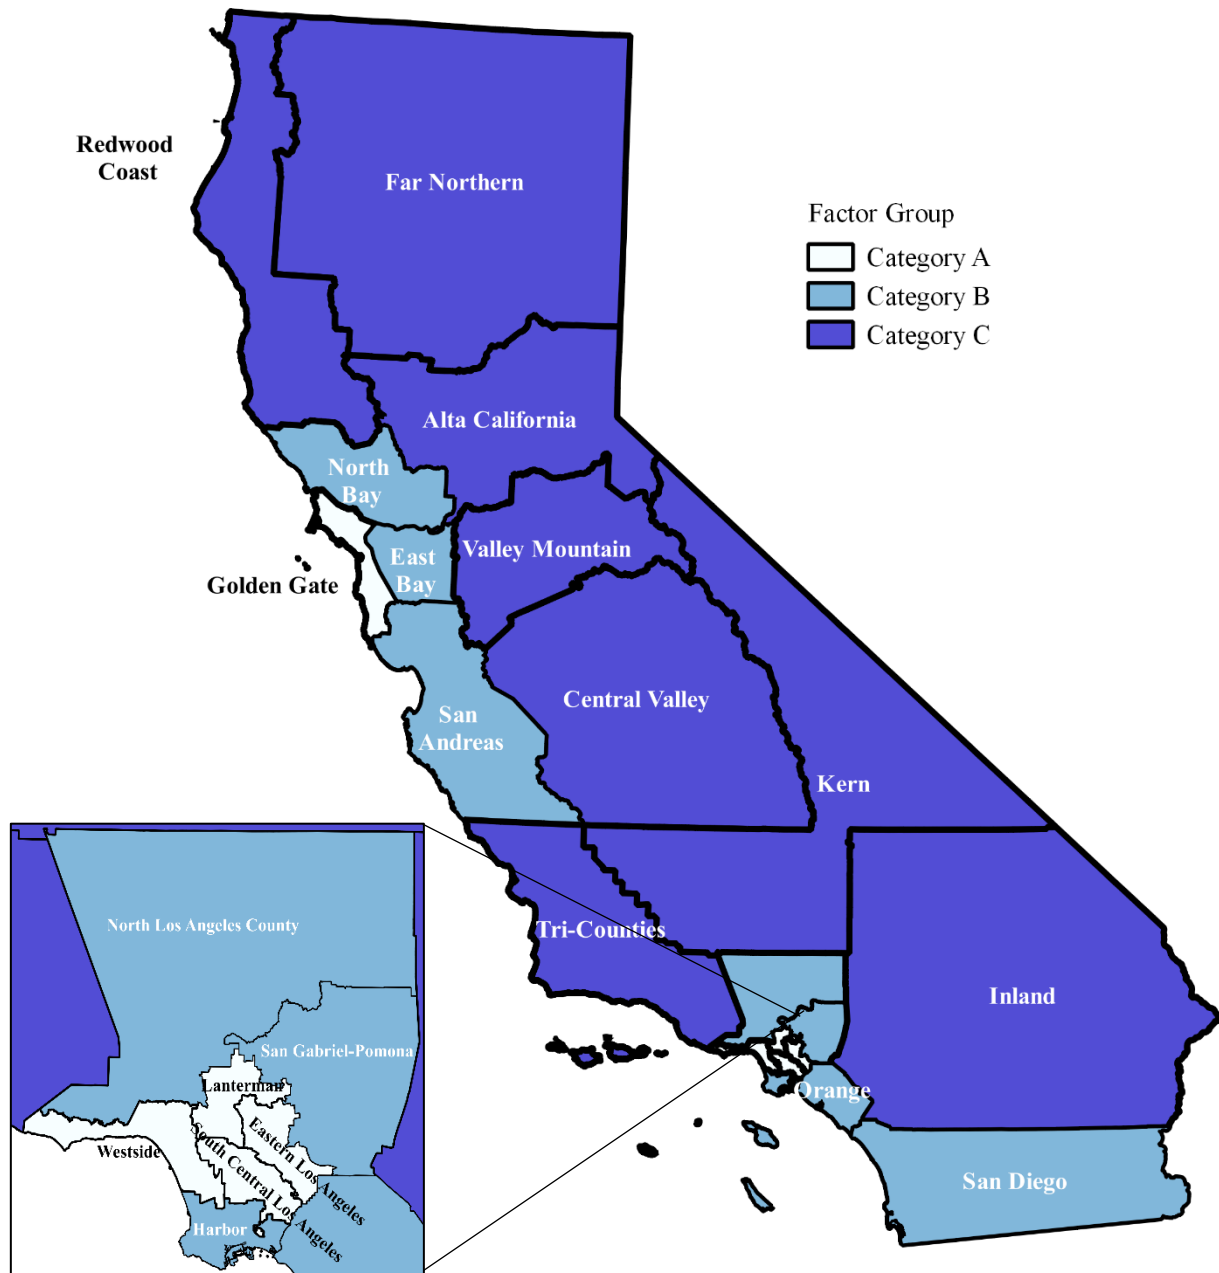 Redwood
Coast
Far Northern
Factor Group
Category A
Category B
Category C
Alta California
North
Bay
Valley Mountain
East
Bay
Golden Gate
Central Valley
San
Andreas
Kern
Tri-Counties
Inland
Orange
San Diego
North Los Angeles County
San Gabriel-Pomona
Lanterman
Eastern Los Angeles
South Central Los Angeles
Westside
Harbor